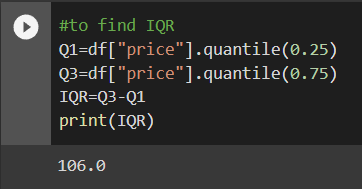 #to find IQR
Q1=df["price"].quantile(0.25)
Q3=df["price"].quantile(0.75)
IQR=Q3-Q1
print(IQR)
106.0